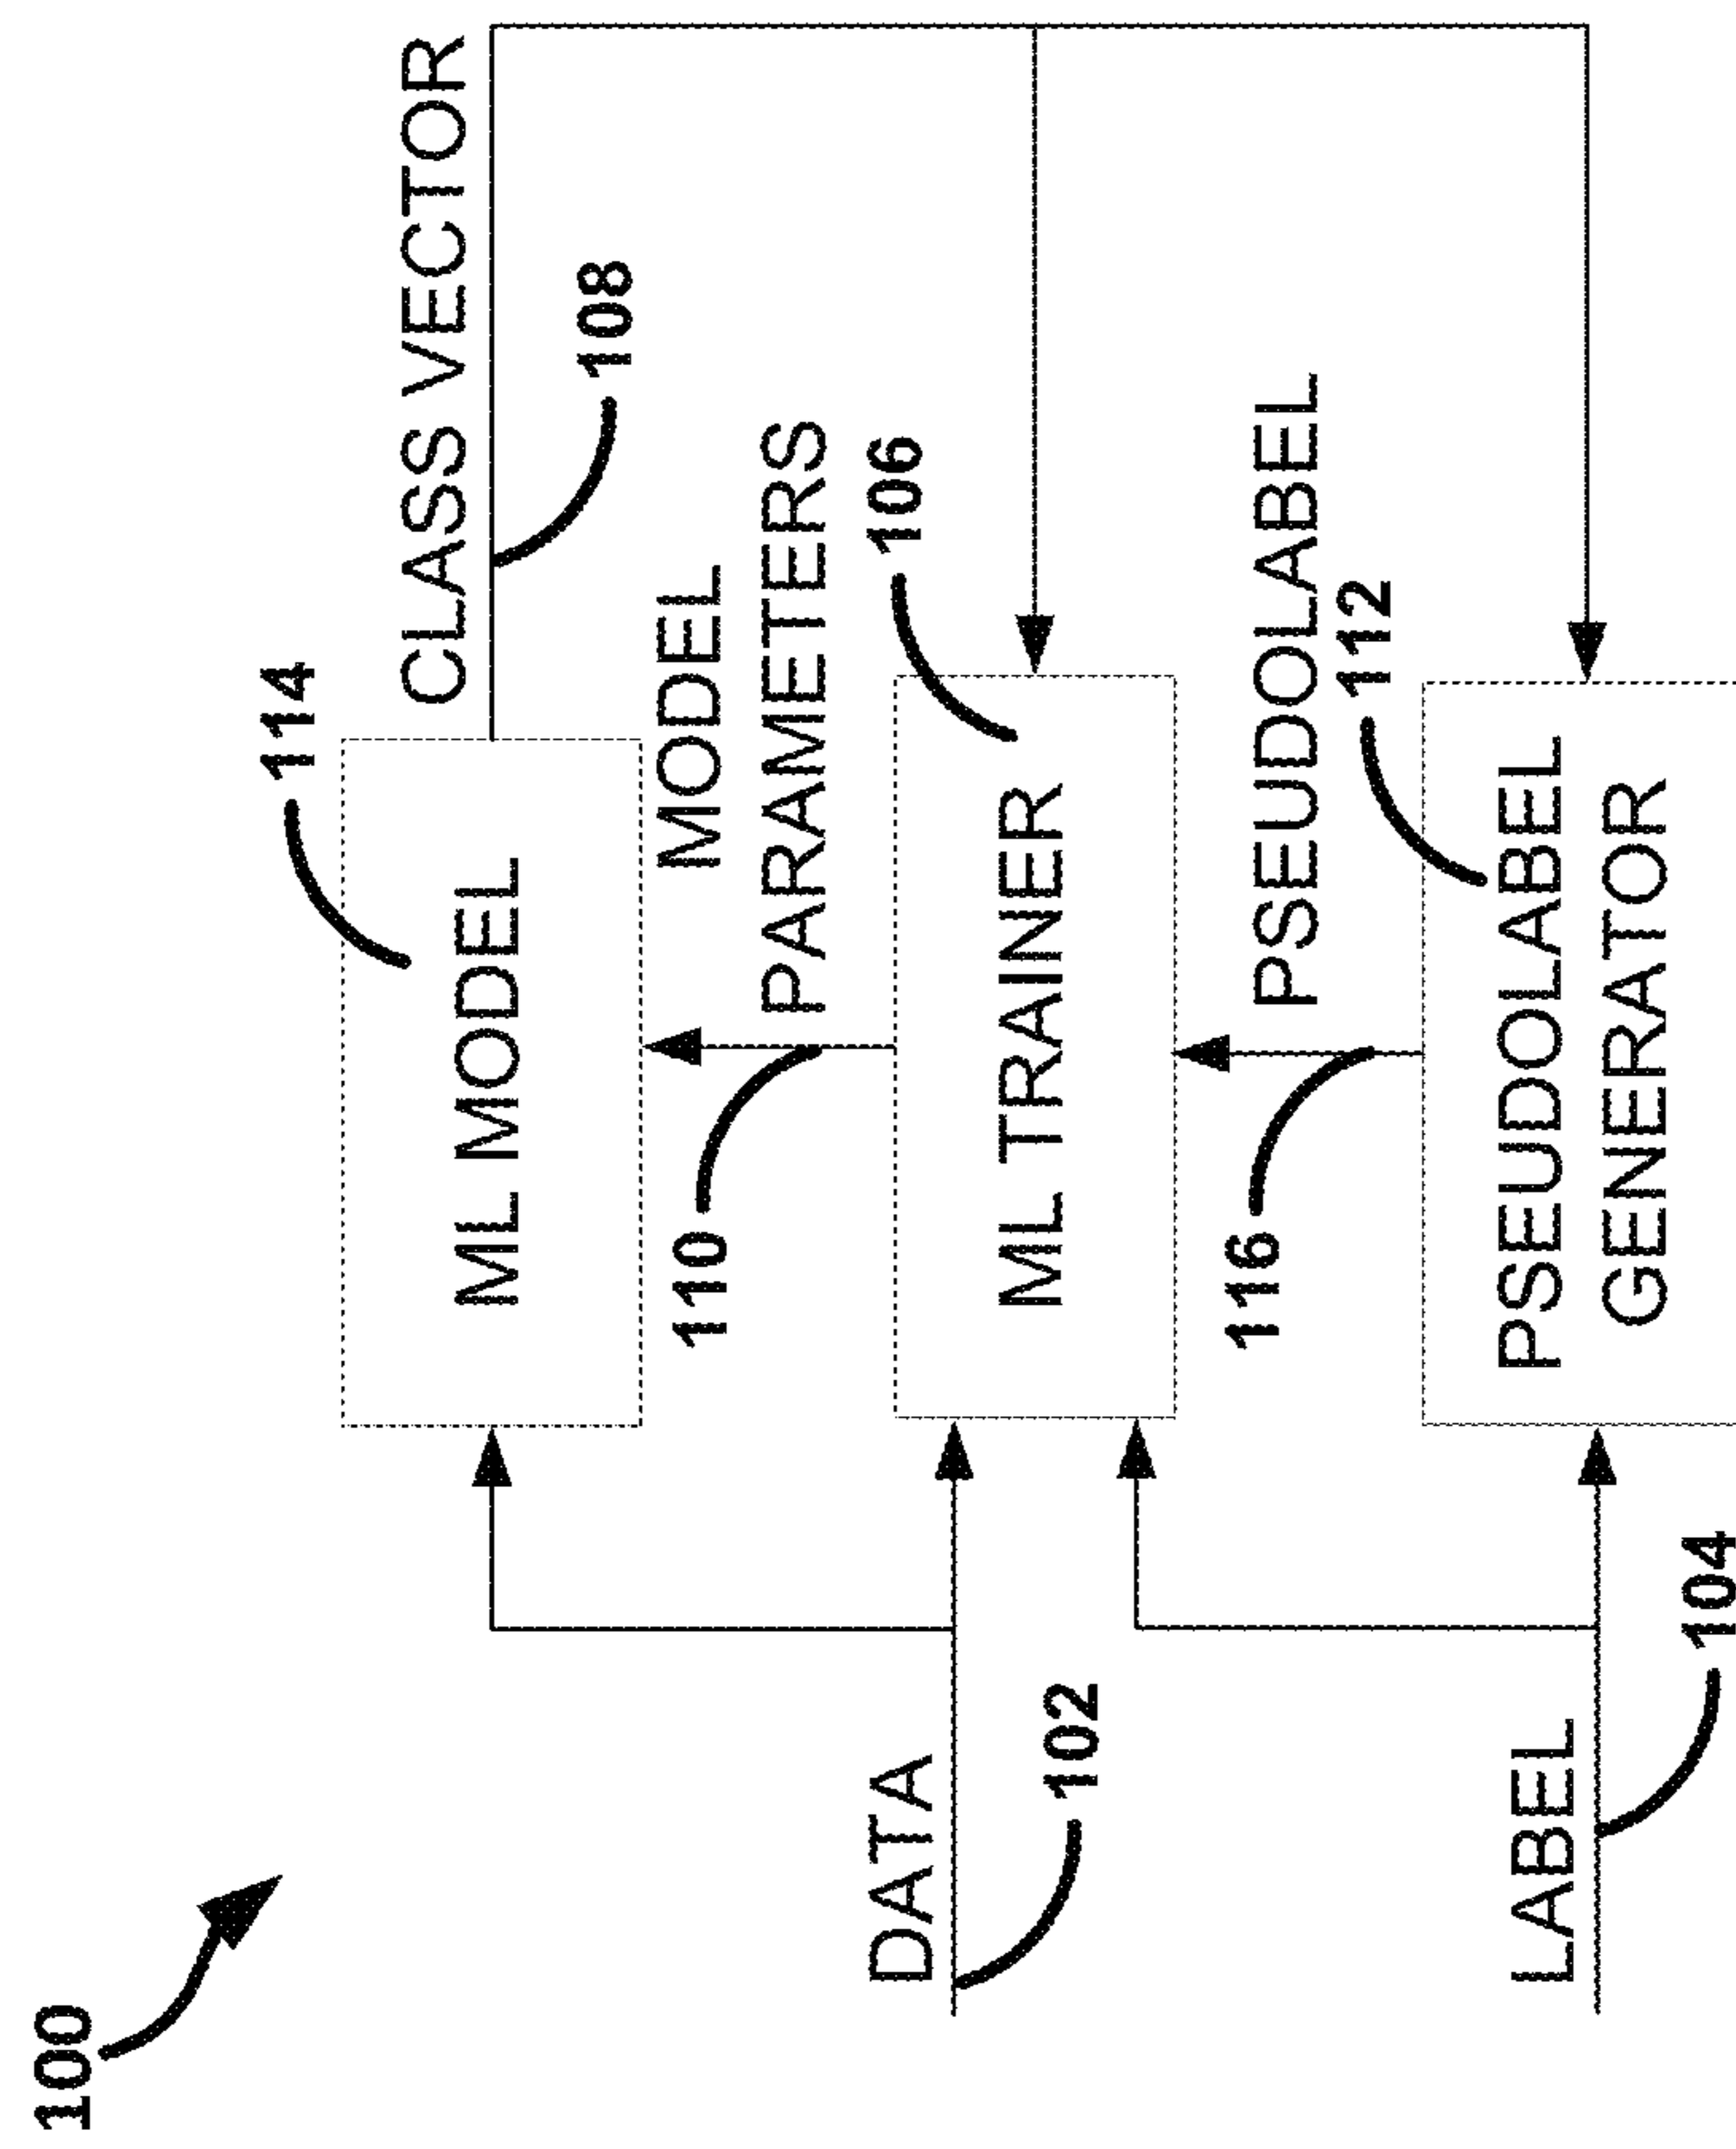 100
114
CLASS VECTOR
ML MODEL
108
110
MODEL
PARAMETERS
106
DATA
102
ML TRAINER
116
PSEUDOLABEL
112
LABEL
104
PSEUDOLABEL
GENERATOR